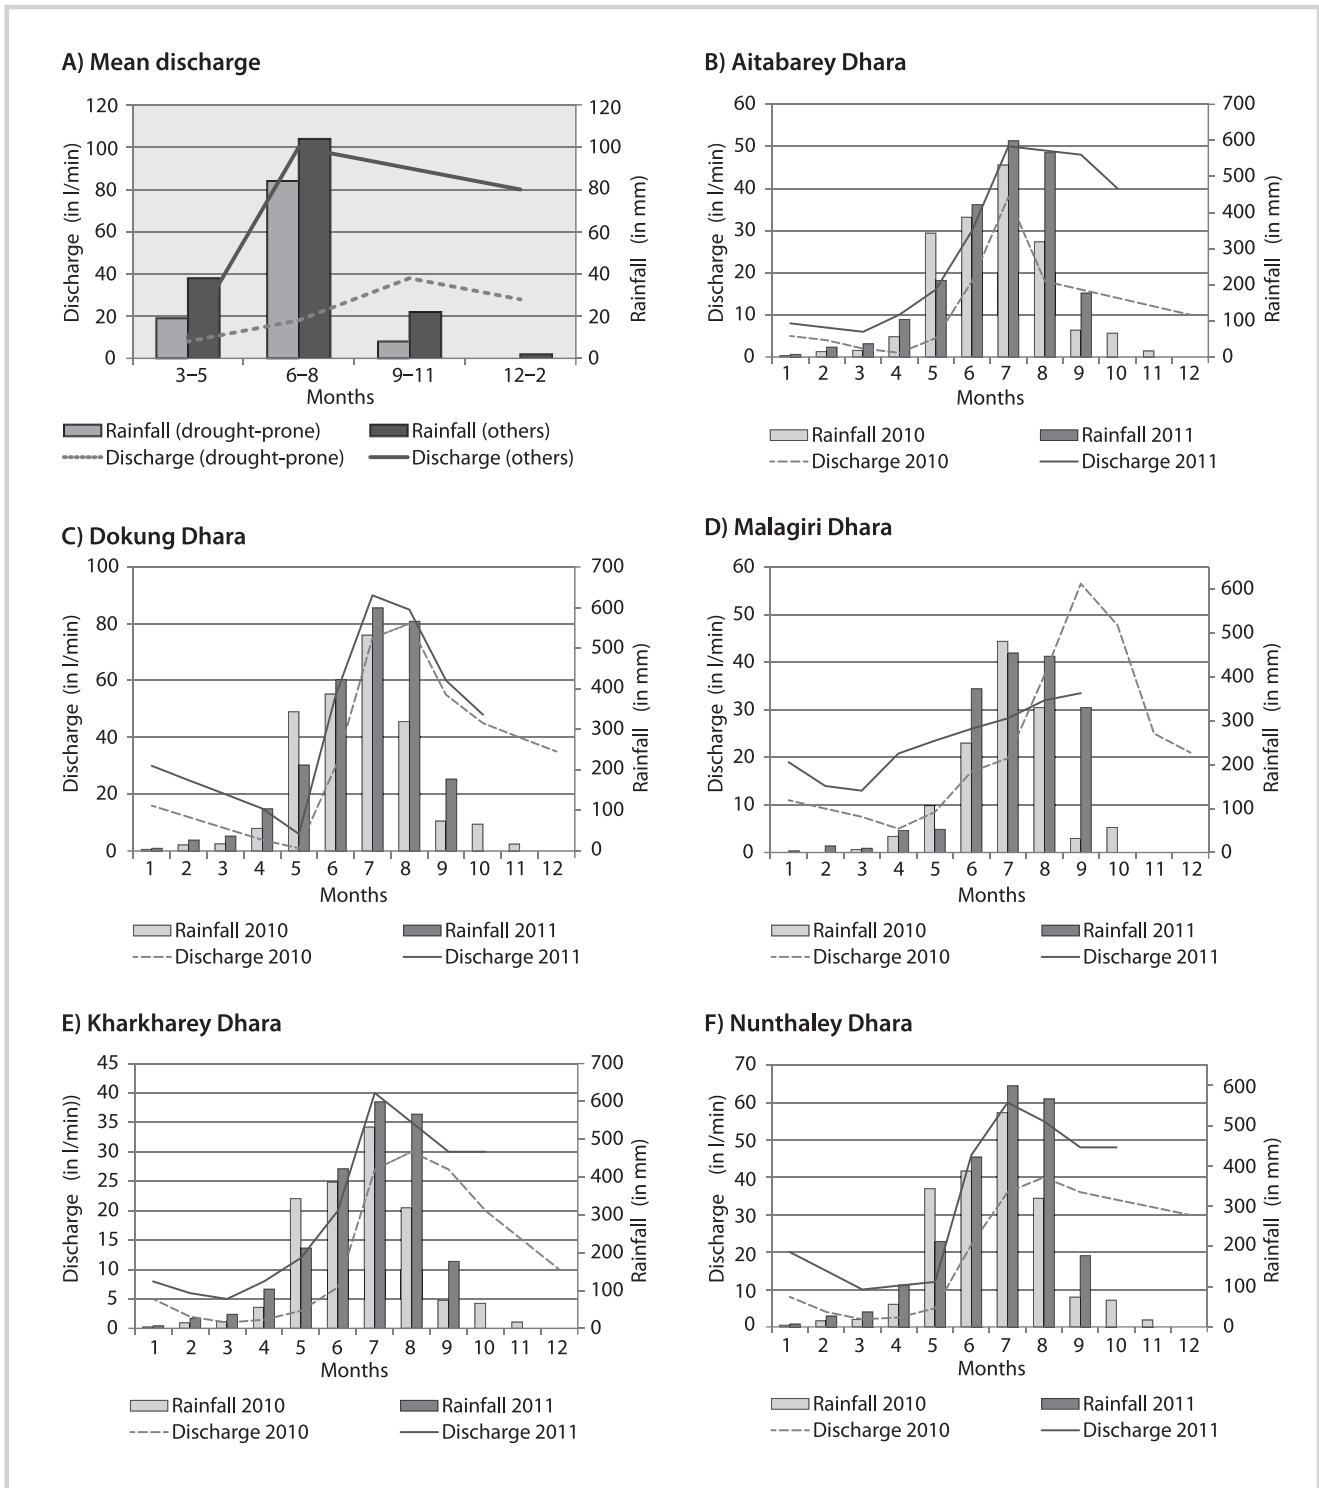 A) Mean discharge
120
100
80
60
40
20
0
Discharge (in l/min)
120
100
80
60
40
20
0
Rainfall (in mm)
3–5 6–8 9–11 12–2
Months
Rainfall (drought-prone) Rainfall (others)
Discharge (drought-prone) Discharge (others)
B) Aitabarey Dhara
60
50
40
30
20
10
0
Discharge (in l/min)
700
600
500
400
300
200
100
0
Rainfall (in mm)
1 2 3 4 5 6 7 8 9 10 11 12
Months
Rainfall 2010 Rainfall 2011
Discharge 2010 Discharge 2011
C) Dokung Dhara
100
80
60
40
20
0
Discharge (in l/min)
700
600
500
400
300
200
100
0
Rainfall (in mm)
1 2 3 4 5 6 7 8 9 10 11 12
Months
Rainfall 2010 Rainfall 2011
Discharge 2010 Discharge 2011
D) Malagiri Dhara
60
50
40
30
20
10
0
Discharge (in l/min)
600
500
400
300
200
100
0
Rainfall (in mm)
1 2 3 4 5 6 7 8 9 10 11 12
Months
Rainfall 2010 Rainfall 2011
Discharge 2010 Discharge 2011
E) Kharkharey Dhara
45
40
35
30
25
20
15
10
5
0
Discharge (in l/min))
700
600
500
400
300
200
100
0
Rainfall (in mm)
1 2 3 4 5 6 7 8 9 10 11 12
Months
Rainfall 2010 Rainfall 2011
Discharge 2010 Discharge 2011
F) Nunthaley Dhara
70
60
50
40
30
20
10
0
Discharge (in l/min)
600
500
400
300
200
100
0
Rainfall (in mm)
1 2 3 4 5 6 7 8 9 10 11 12
Months
Rainfall 2010 Rainfall 2011
Discharge 2010 Discharge 2011